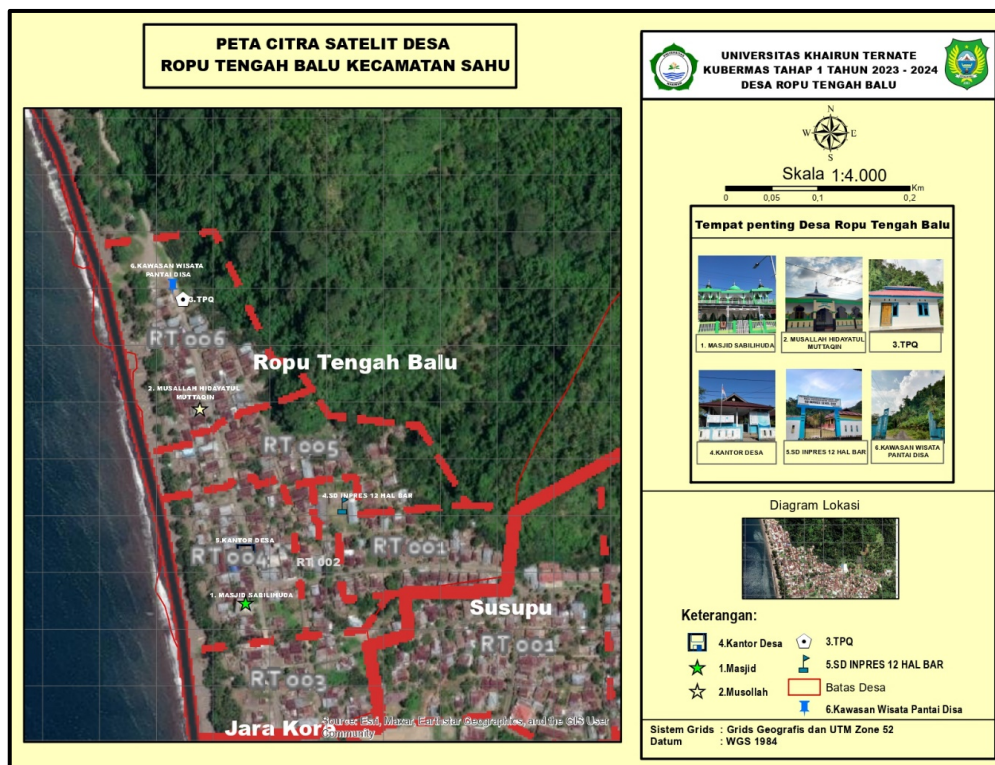 PETA CITRA SATELIT DESA
ROPU TENGAH BALU KECAMATAN SAHU
6.KAWASAN WISATA
PANTAI DISA
3.TPQ
RT 006
Ropu Tengah Balu
2. MUSALLAH HIDAYATUL
MUTTAQIN
RT 005
4.SD INPRES 12 HAL BAR
5.KANTOR DESA
RT 004
RT 002
RT 001
1. MASJID SABILIHUDA
Susupu
RT 001
RT 003
Jara Kora
Source: Esri, Maxar, Earthstar Geographics, and the GIS User
Community
UNIVERSITAS KHAIRUN TERNATE
KUBERMAS TAHAP 1 TAHUN 2023 - 2024
DESA ROPU TENGAH BALU
N
W E
S
Skala 1:4.000
Km
0 0,05 0,1 0,2
Tempat penting Desa Ropu Tengah Balu
1. MASJID SABILIHUDA
2. MUSALLAH HIDAYATUL
MUTTAQIN
3.TPQ
4.KANTOR DESA
5.SD INPRES 12 HAL BAR
6.KAWASAN WISATA
PANTAI DISA
Diagram Lokasi
Keterangan:
4.Kantor Desa
1.Masjid
2.Musollah
3.TPQ
5.SD INPRES 12 HAL BAR
Batas Desa
6.Kawasan Wisata Pantai Disa
Sistem Grids : Grids Geografis dan UTM Zone 52
Datum : WGS 1984